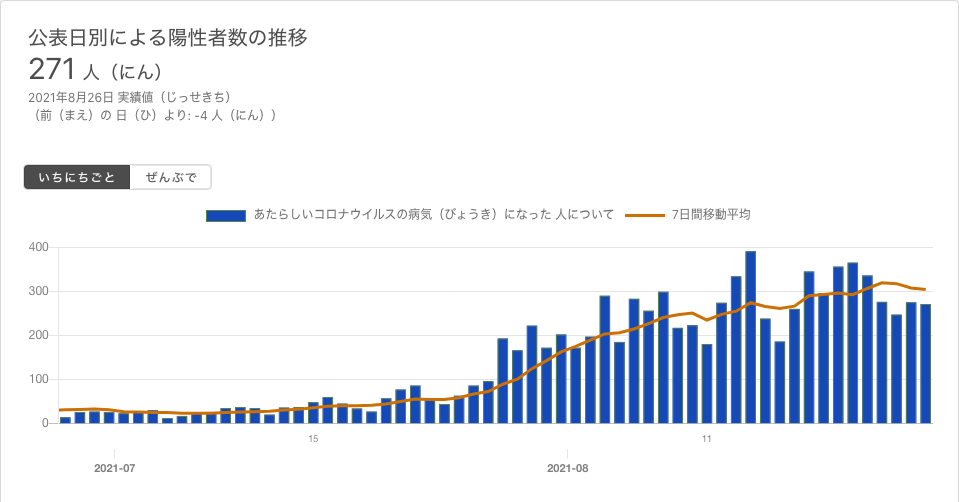 公表日別による陽性者数の推移
271 人（にん）
2021年8月26日 実績値（じっせきち）
（前（まえ）の 日（ひ）より: -4 人（にん））
いちにちごと ぜんぶで
あたらしいコロナウイルスの病気（びょうき）になった 人について 7日間移動平均
400
300
200
100
0
15 11
2021-07 2021-08